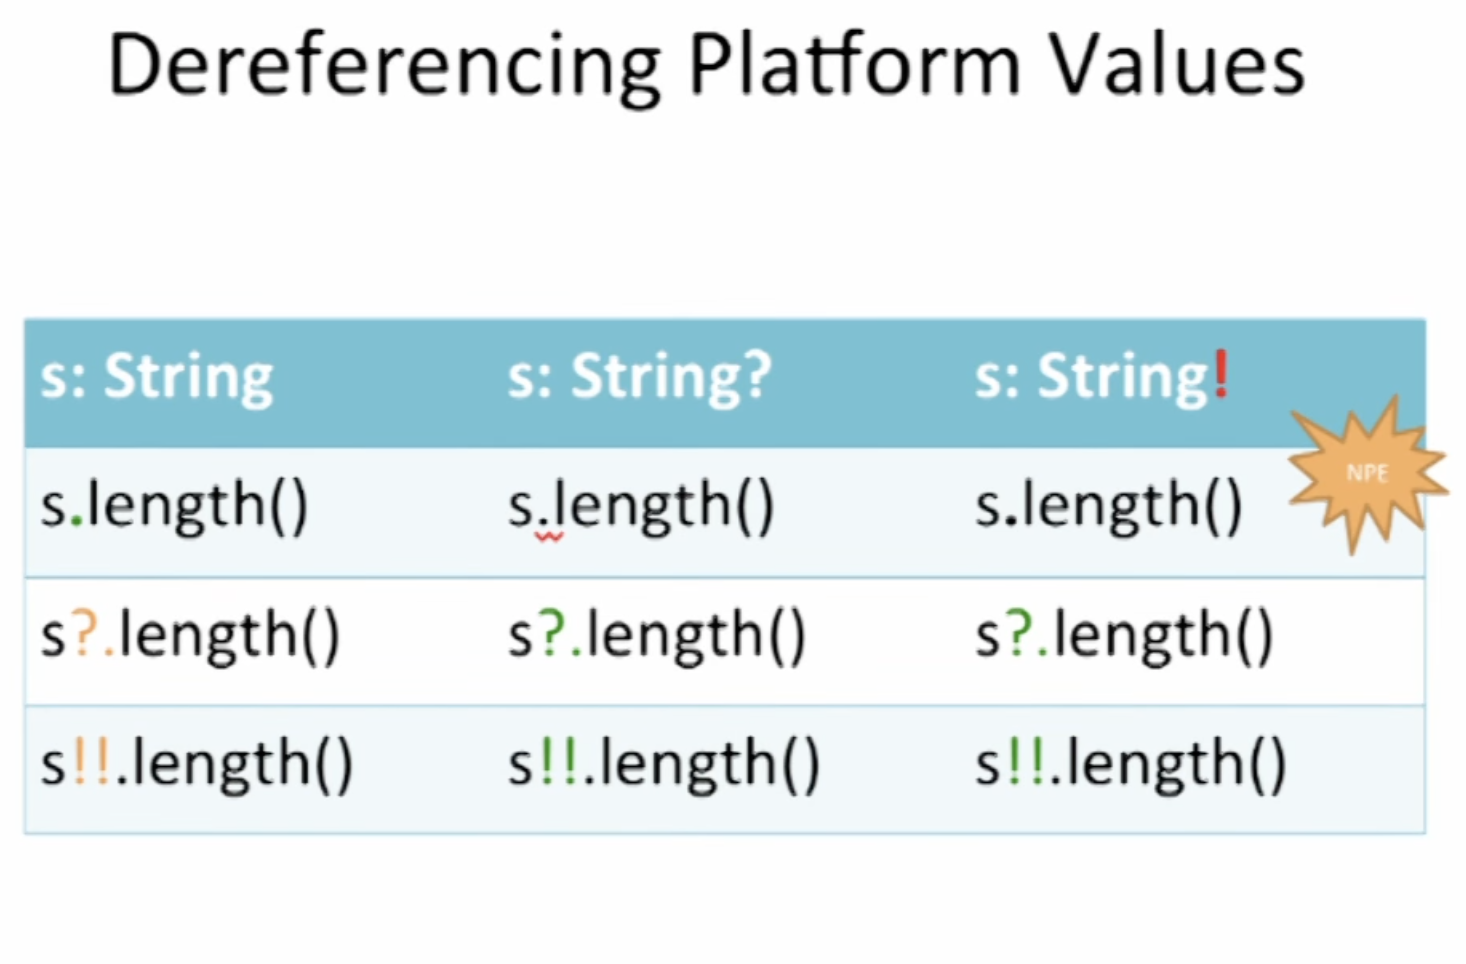 Dereferencing Platform Values
s: String
s: String?
s: String!
NPE
s.length()
s.length()
s.length()
s?.length()
s?.length()
s?.length()
s!!.length()
s!!.length()
s!!.length()